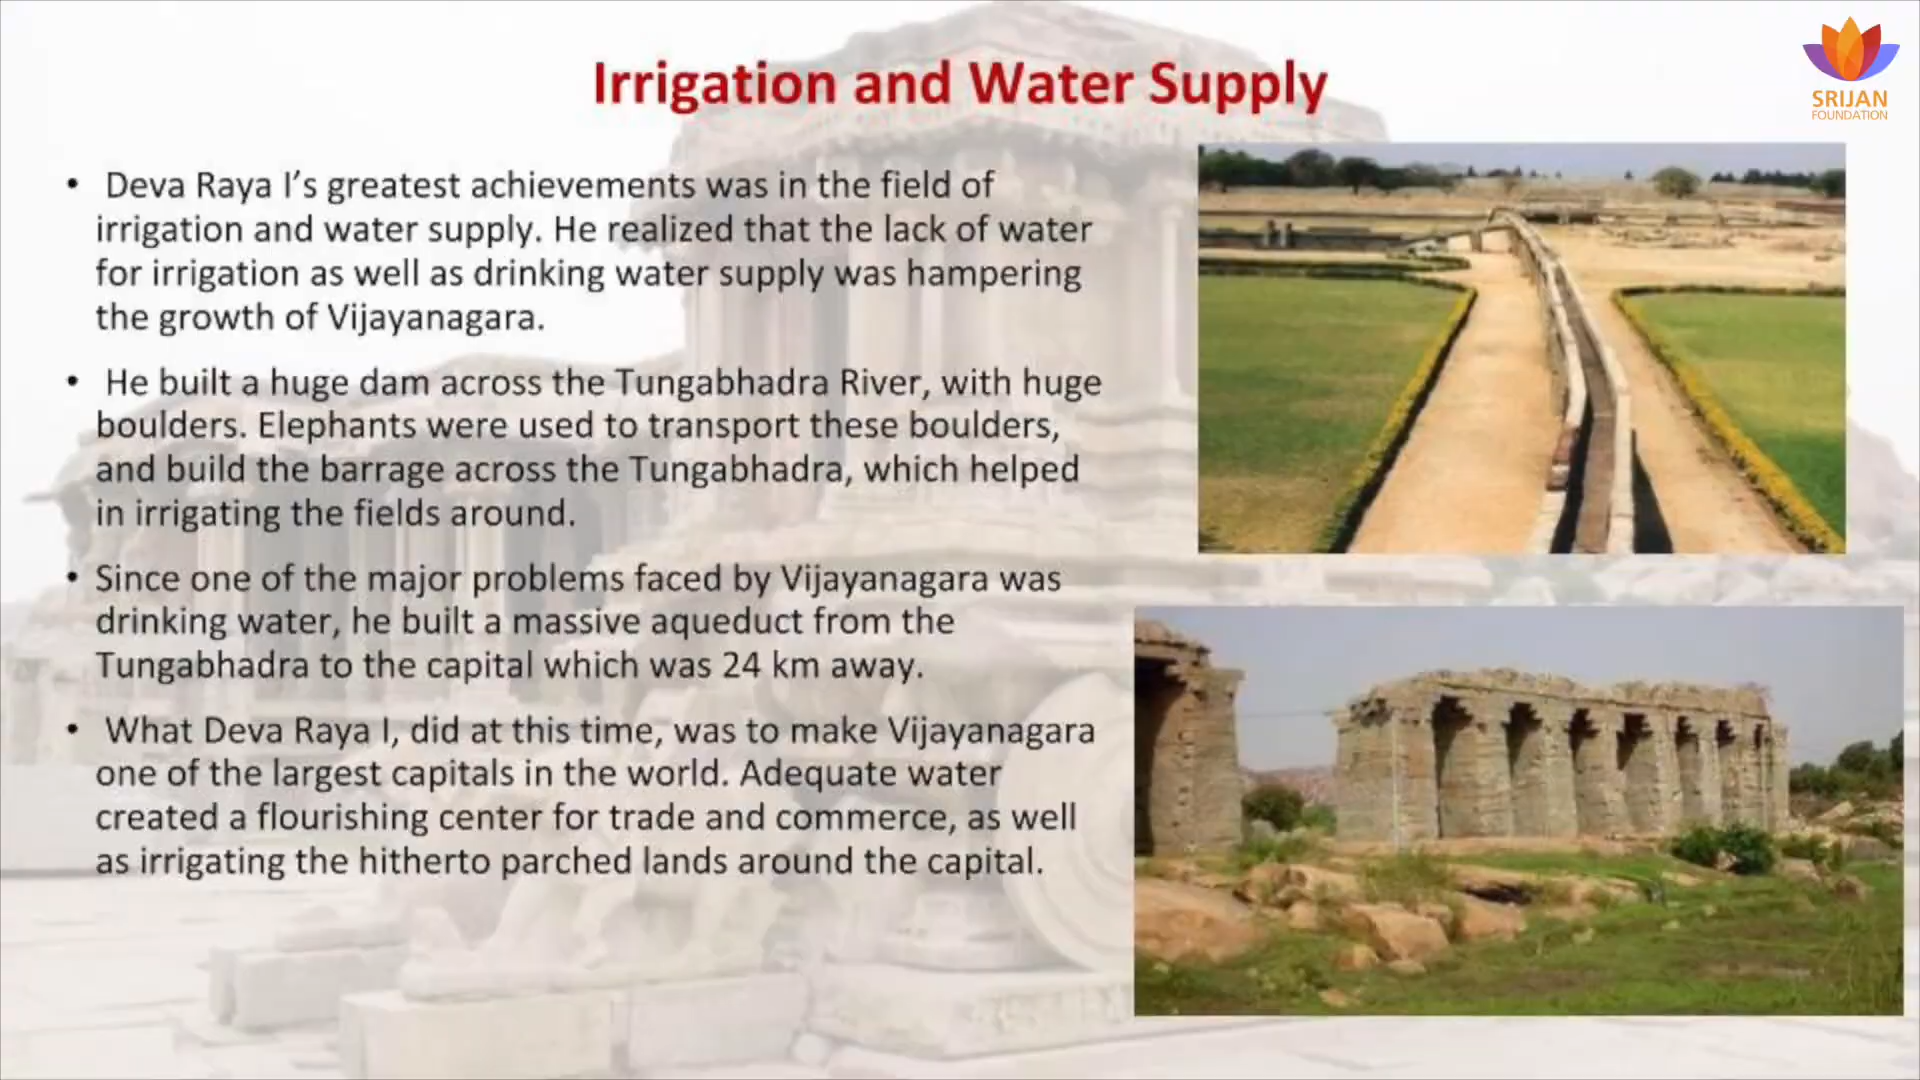 Irrigation and Water Supply
SRIJAN
FOUNDATION
• Deva Raya I’s greatest achievements was in the field of
irrigation and water supply. He realized that the lack of water
for irrigation as well as drinking water supply was hampering
the growth of Vijayanagara.
• He built a huge dam across the Tungabhadra River, with huge
boulders. Elephants were used to transport these boulders,
and build the barrage across the Tungabhadra, which helped
in irrigating the fields around.
• Since one of the major problems faced by Vijayanagara was
drinking water, he built a massive aqueduct from the
Tungabhadra to the capital which was 24 km away.
• What Deva Raya I, did at this time, was to make Vijayanagara
one of the largest capitals in the world. Adequate water
created a flourishing center for trade and commerce, as well
as irrigating the hitherto parched lands around the capital.